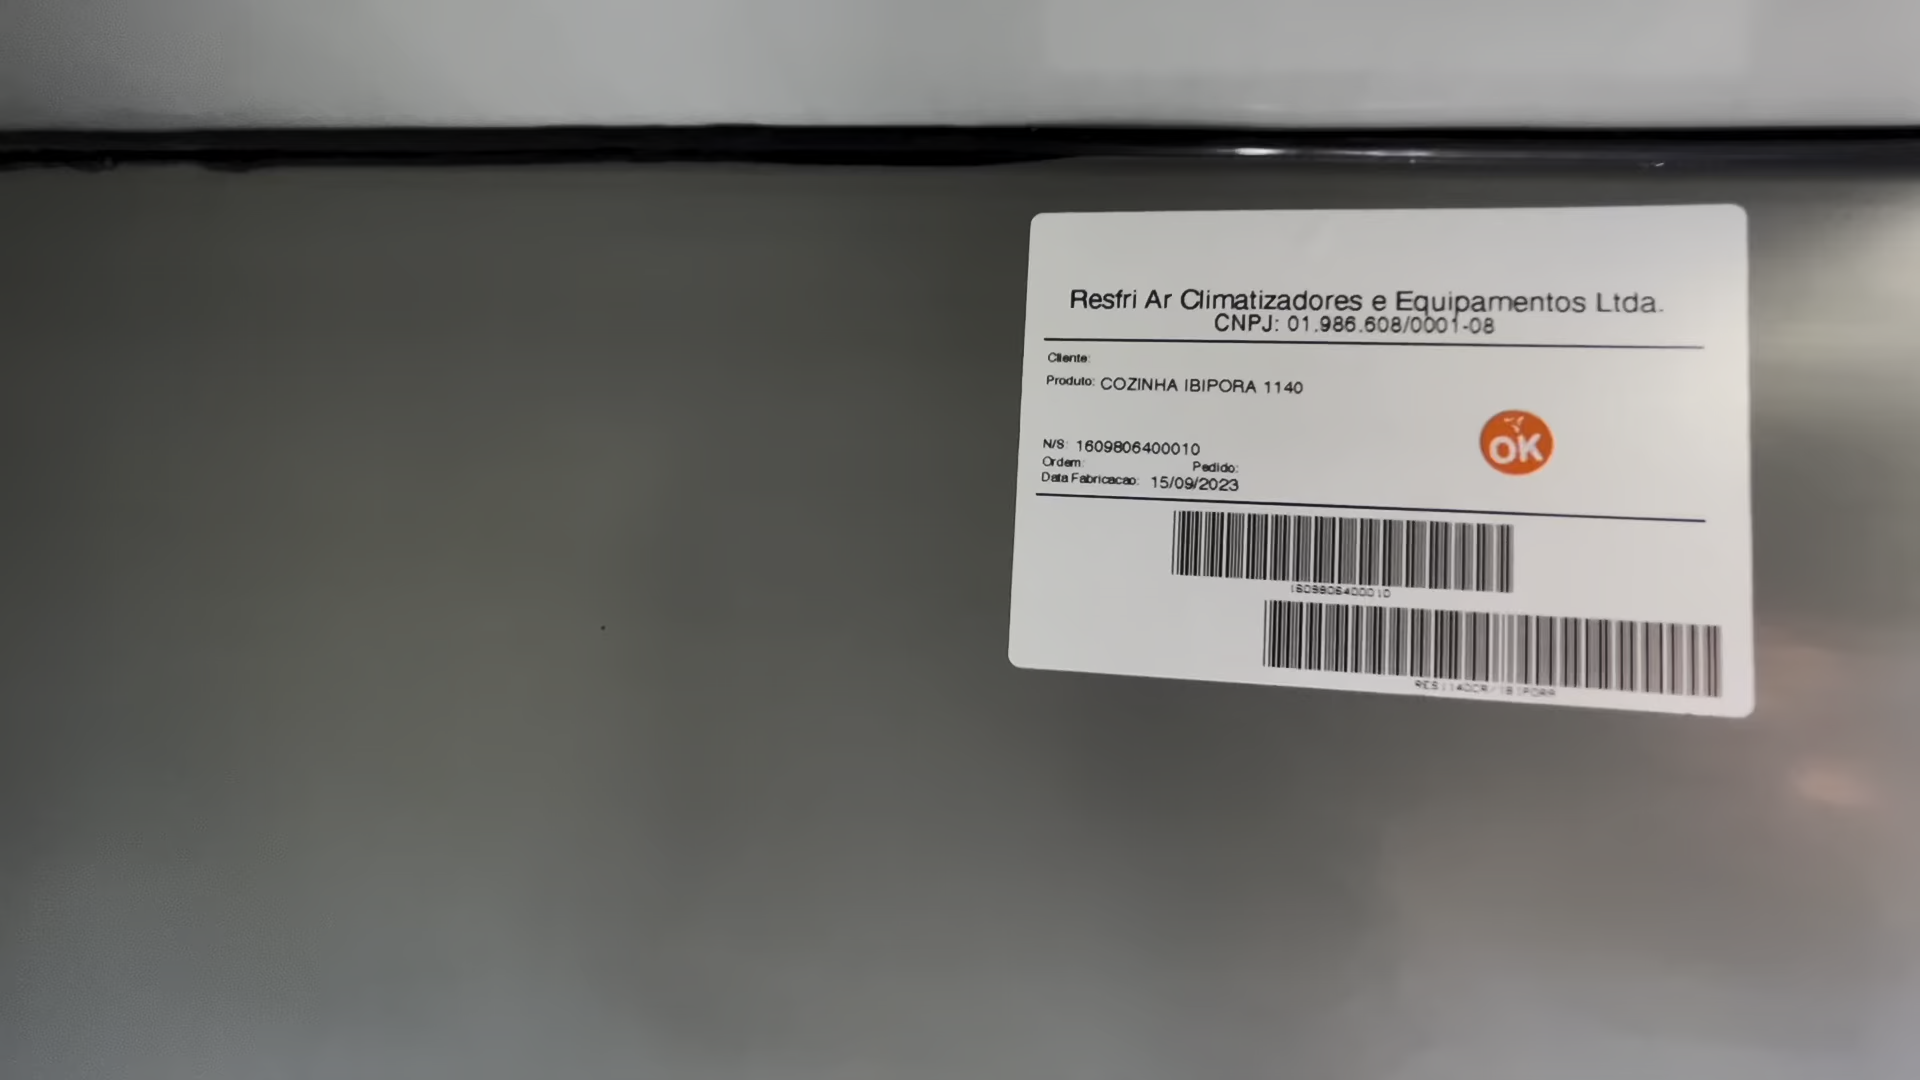 Resfri Ar Climatizadores e Equipamentos Ltda.
CNPJ: 01.986.608/0001-08
Cliente:
Produto: COZINHA IBIPORA 1140
OK
N/S: 1609806400010
Ordem: Pedido:
Data Fabricacao: 15/09/2023
1609806400010
RES1140CR/IBIPORA